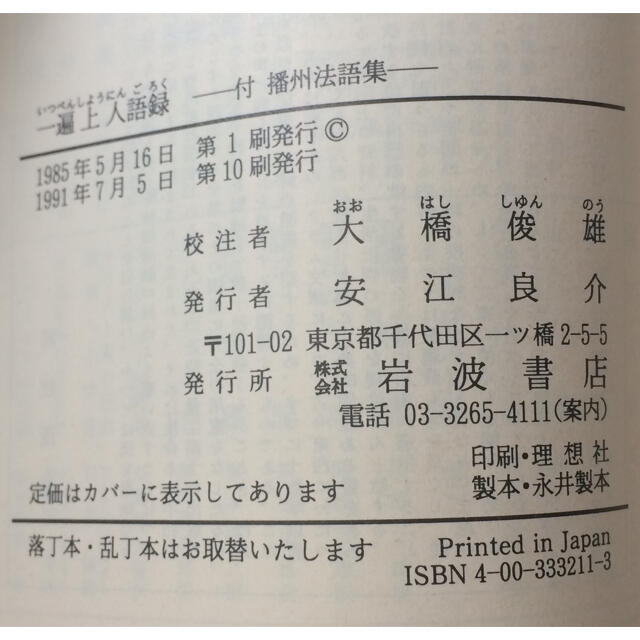 いっぺんしょうにんごろく
一遍上人語録 ――付 播州法語集――
1985年5月16日 第1刷発行©
1991年7月5日 第10刷発行
おおはししゅんのう
校注者 大橋俊雄
発行者 安江良介
〒101-02 東京都千代田区一ツ橋2-5-5
発行所 株式会社 岩波書店
電話 03-3265-4111(案内)
印刷・理想社
定価はカバーに表示してあります 製本・永井製本
落丁本・乱丁本はお取替いたします Printed in Japan
ISBN4-00-333211-3